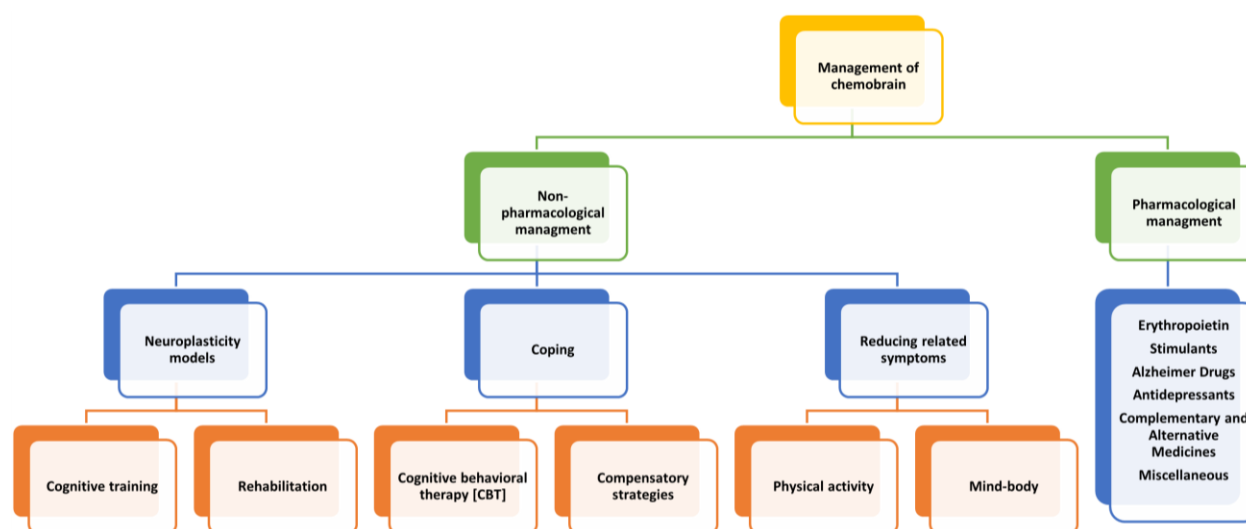 Management of
chemobrain
Non-
pharmacological
managment
Pharmacological
managment
Neuroplasticity
models
Coping
Reducing related
symptoms
Erythropoietin
Stimulants
Alzheimer Drugs
Antidepressants
Complementary and
Alternative
Medicines
Miscellaneous
Cognitive training
Rehabilitation
Cognitive behavioral
therapy [CBT]
Compensatory
strategies
Physical activity
Mind-body